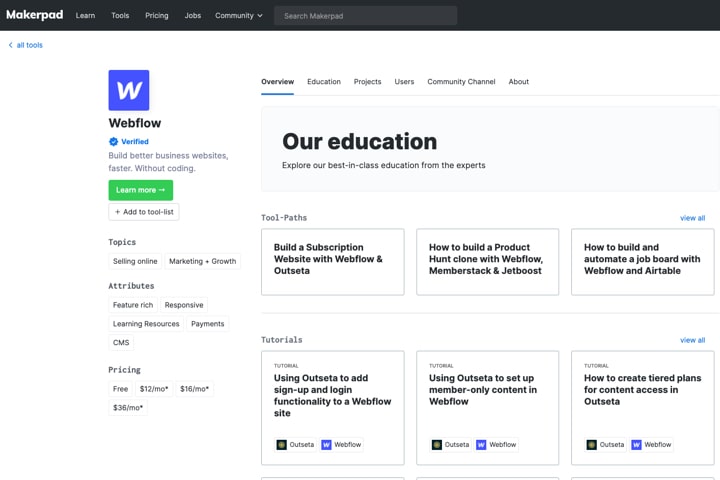 Makerpad
Learn
Tools
Pricing
Jobs
Community
Search Makerpad
all tools
Webflow
Verified
Build better business websites,
faster. Without coding.
Learn more →
+ Add to tool-list
Topics
Selling online
Marketing + Growth
Attributes
Feature rich
Responsive
Learning Resources
Payments
CMS
Pricing
Free
$12/mo*
$16/mo*
$36/mo*
Overview
Education
Projects
Users
Community Channel
About
Our education
Explore our best-in-class education from the experts
Tool-Paths
view all
Build a Subscription
Website with Webflow &
Outseta
How to build a Product
Hunt clone with Webflow,
Memberstack & Jetboost
How to build and
automate a job board with
Webflow and Airtable
Tutorials
view all
TUTORIAL
Using Outseta to add
sign-up and login
functionality to a Webflow
site
Outseta
Webflow
TUTORIAL
Using Outseta to set up
member-only content in
Webflow
Outseta
Webflow
TUTORIAL
How to create tiered plans
for content access in
Outseta
Outseta
Webflow